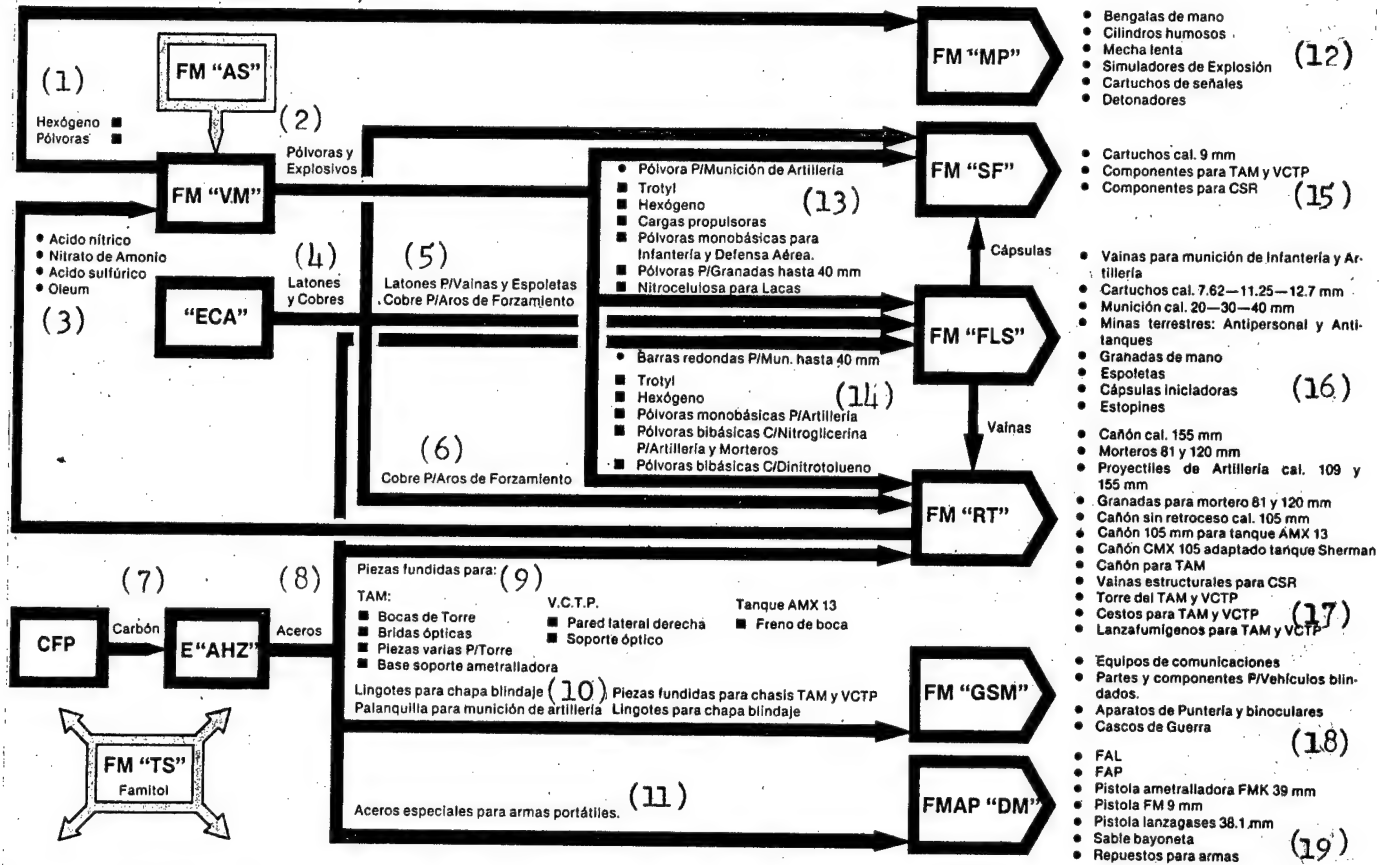 FM “MP”
Bengalas de mano
Cilindros humosos
Mecha lenta
Simuladores de Explosión
Cartuchos de señales
Detonadores
(12)
(1)
Hexógeno
Pólvoras
FM “AS”
(2)
Pólvoras y
Explosivos
FM “VM”
Acido nítrico
Nitrato de Amonio
Acido sulfúrico
Oleum
(3)
(4)
Latones
y Cobres
“ECA”
(5)
Latones P/Vainas y Espoletas
Cobre P/Aros de Forzamiento
Pólvora P/Munición de Artillería
Trotyl
Hexógeno
Cargas propulsoras
Pólvoras monobásicas para
Infantería y Defensa Aérea.
Pólvoras P/Granadas hasta 40 mm
Nitrocelulosa para Lacas
(13)
FM “SF”
Cartuchos cal. 9 mm
Componentes para TAM y VCTP
Componentes para CSR
(15)
Cápsulas
FM “FLS”
Vainas
Vainas para munición de Infantería y Ar-
tillería
Cartuchos cal. 7.62—11.25—12.7 mm
Munición cal. 20—30—40 mm
Minas terrestres: Antipersonal y Anti-
tanques
Granadas de mano
Espoletas
Cápsulas iniciadoras
Estopines
(16)
Barras redondas P/Mun. hasta 40 mm
Trotyl
Hexógeno
Pólvoras monobásicas P/Artillería
Pólvoras bibásicas C/Nitroglicerina
P/Artillería y Morteros
Pólvoras bibásicas C/Dinitrotolueno
(14)
(6)
Cobre P/Aros de Forzamiento
FM “RT”
Cañón cal. 155 mm
Morteros 81 y 120 mm
Proyectiles de Artillería cal. 109 y
155 mm
Granadas para mortero 81 y 120 mm
Cañón sin retroceso cal. 105 mm
Cañón 105 mm para tanque AMX 13
Cañón CMX 105 adaptado tanque Sherman
Cañón para TAM
Vainas estructurales para CSR
Torre del TAM y VCTP
Cestos para TAM y VCTP
Lanzafumígenos para TAM y VCTP
(17)
CFP
(7)
Carbón
E“AHZ”
(8)
Aceros
Piezas fundidas para:
(9)
TAM:
Bocas de Torre
Bridas ópticas
Piezas varias P/Torre
Base soporte ametralladora
V.C.T.P.
Pared lateral derecha
Soporte óptico
Tanque AMX 13
Freno de boca
Lingotes para chapa blindaje (10) Piezas fundidas para chasis TAM y VCTP
Palanquilla para munición de artillería Lingotes para chapa blindaje
FM “GSM”
Equipos de comunicaciones
Partes y componentes P/Vehículos blin-
dados.
Aparatos de Puntería y binoculares
Cascos de Guerra
(18)
FM “TS”
Famitol
Aceros especiales para armas portátiles.
(11)
FMAP “DM”
FAL
FAP
Pistola ametralladora FMK 39 mm
Pistola FM 9 mm
Pistola lanzagases 38.1 mm
Sable bayoneta
Repuestos para armas
(19)